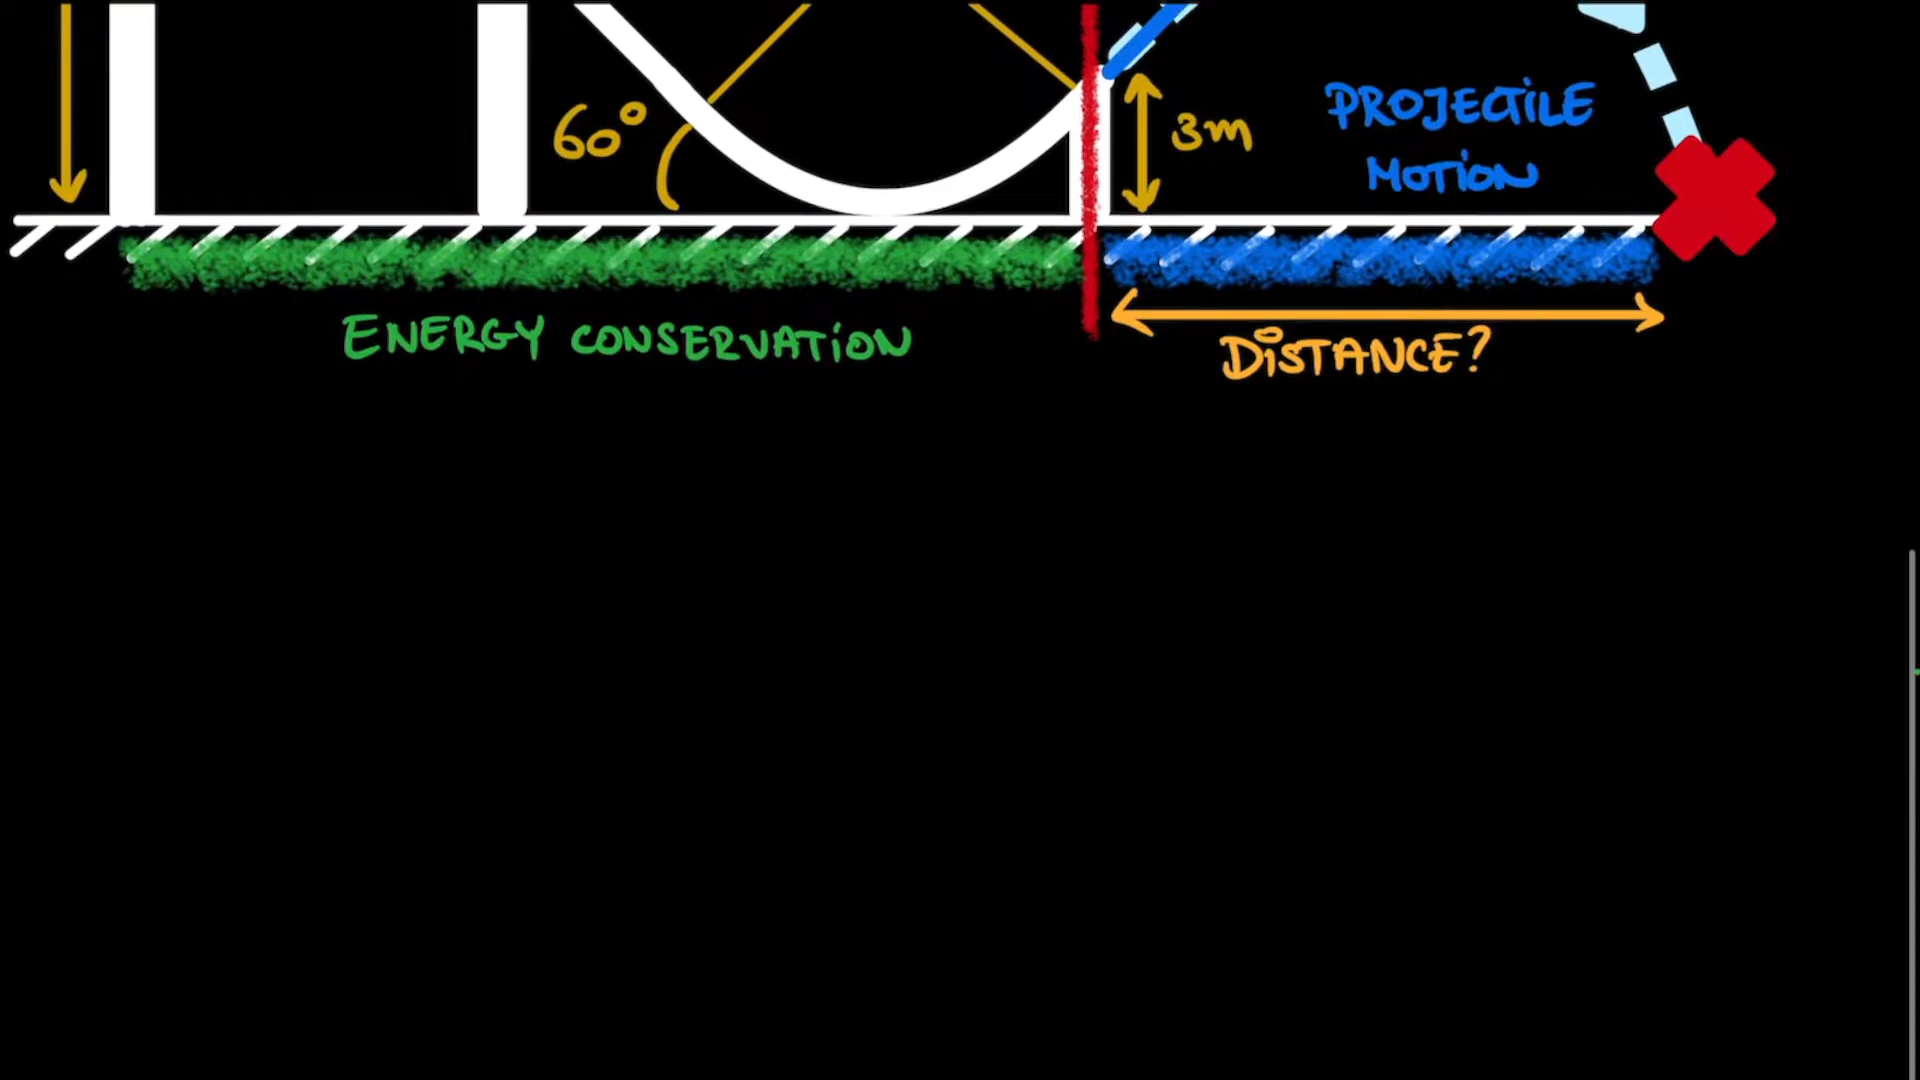 60°
3m
PROJECTILE
MOTION
ENERGY CONSERVATION
DISTANCE?